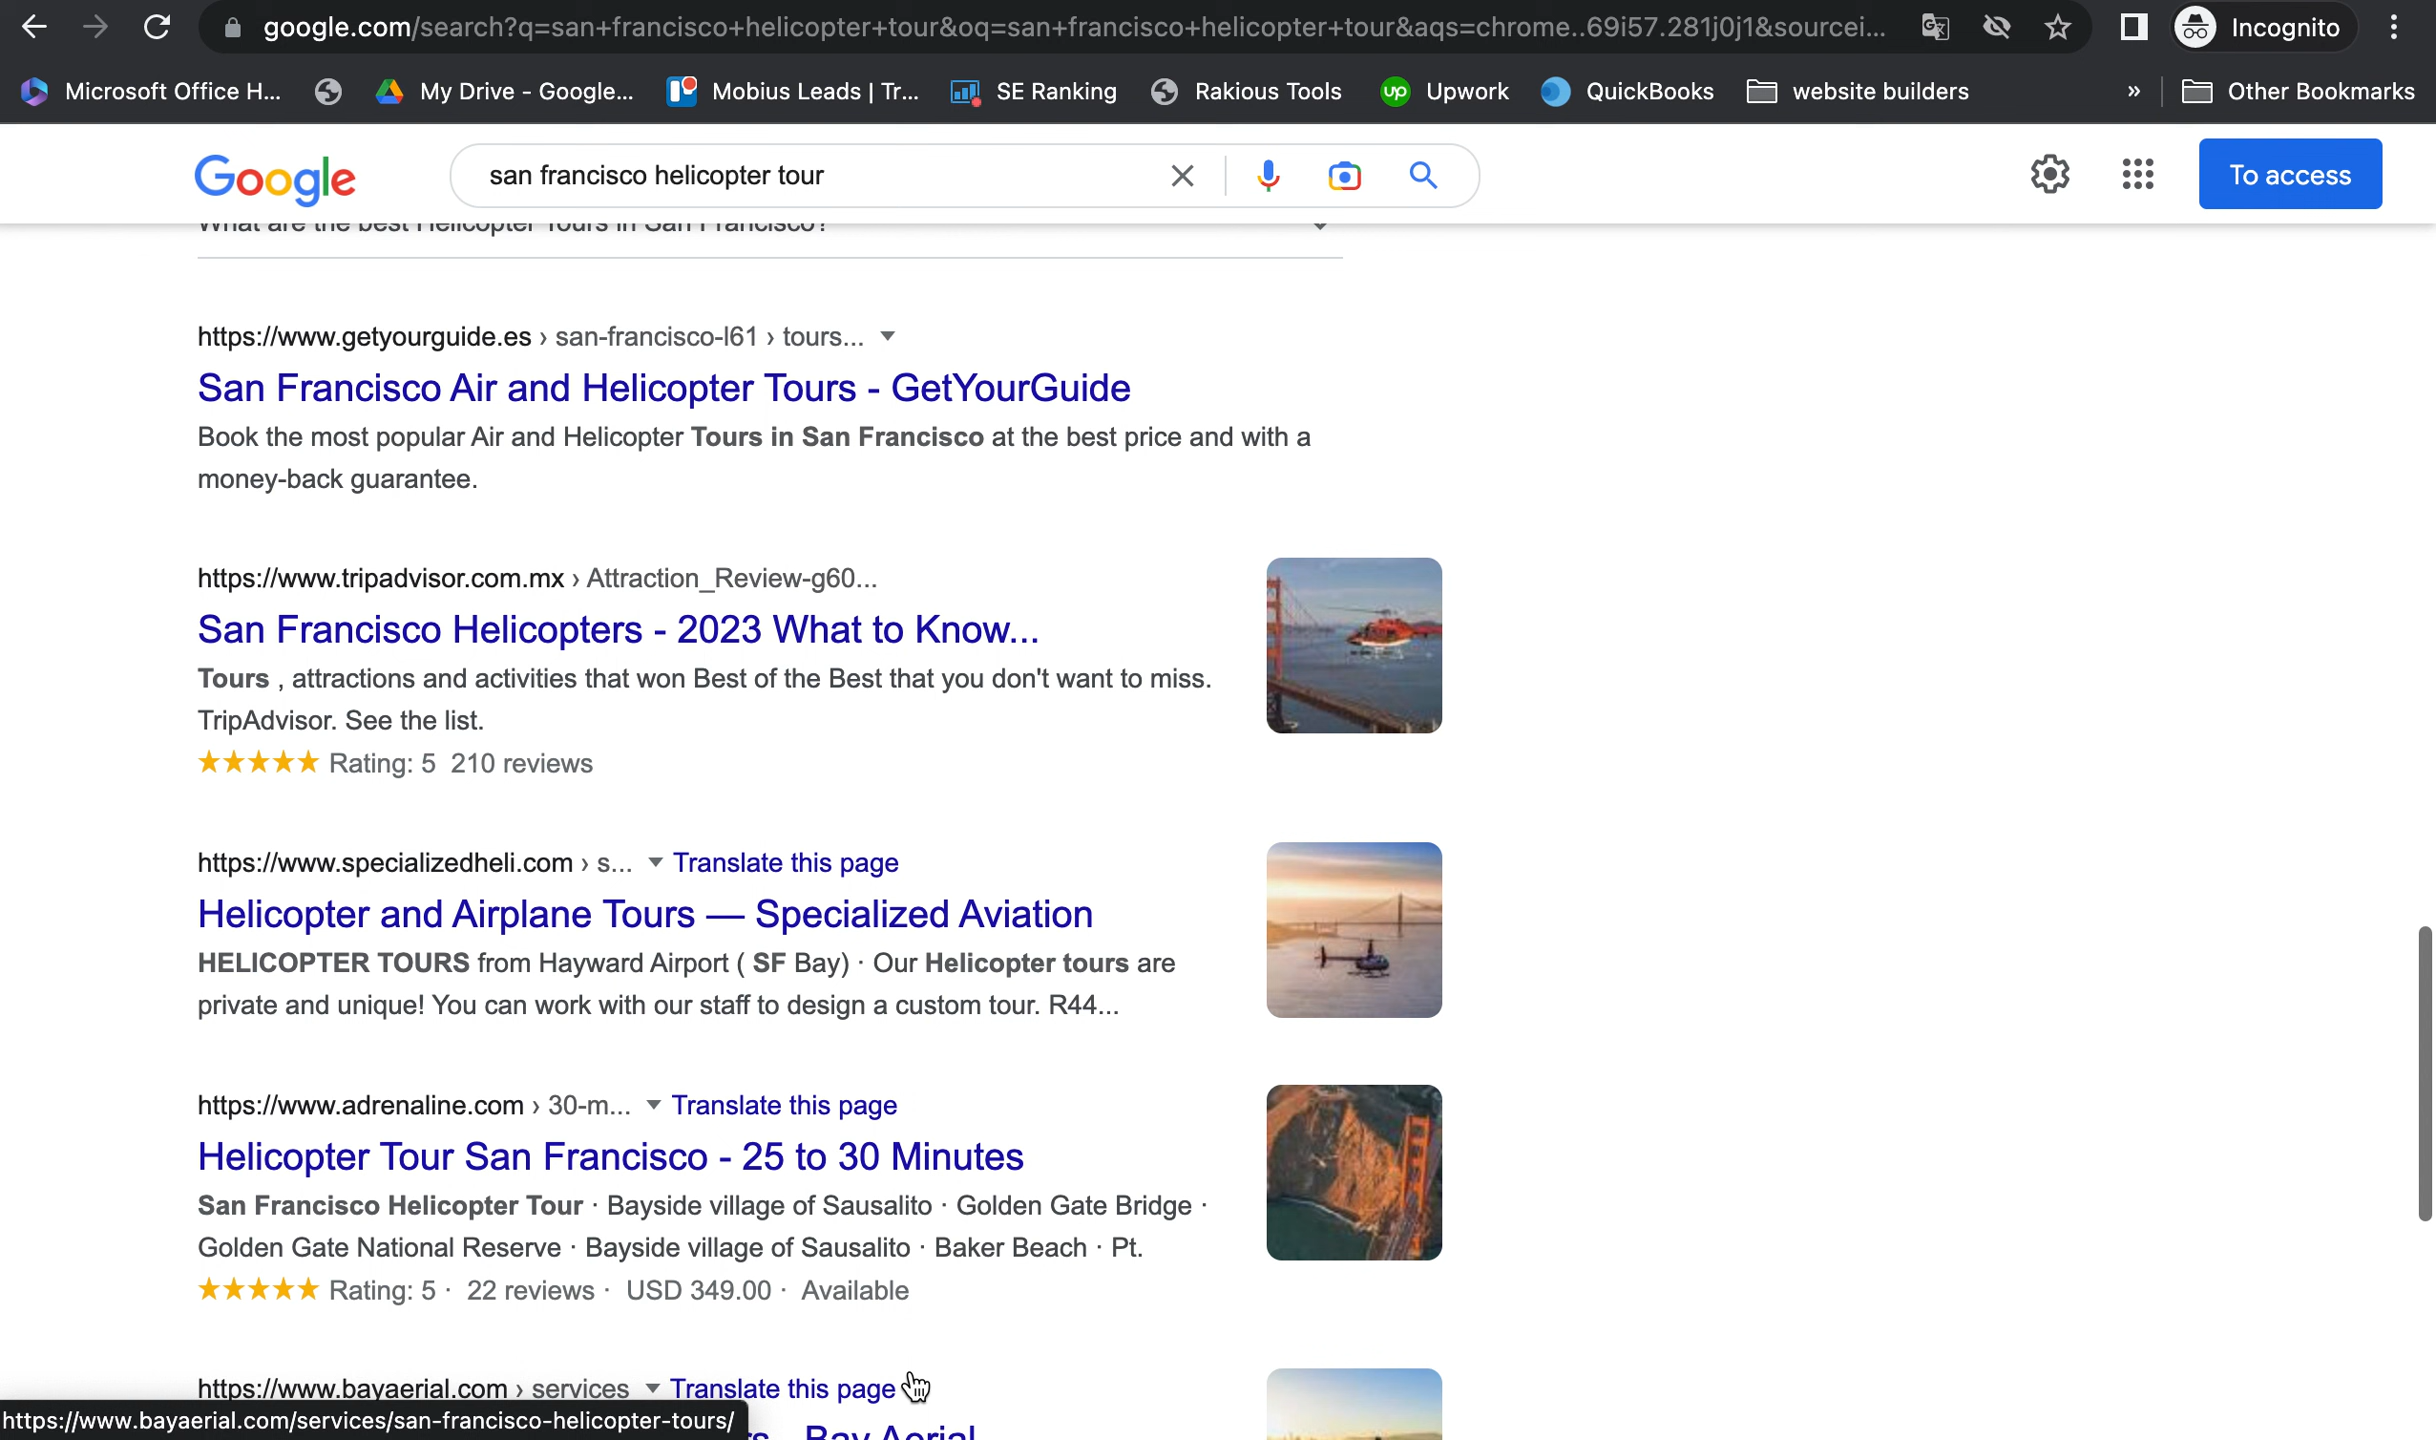 google.com/search?q=san+francisco+helicopter+tour&oq=san+francisco+helicopter+tour&aqs=chrome..69i57.281j0j1&sourcei...
Incognito
Microsoft Office H...
My Drive - Google...
Mobius Leads | Tr...
SE Ranking
Rakious Tools
up Upwork
QuickBooks
website builders
»
Other Bookmarks
Google
san francisco helicopter tour
To access
What are the best Helicopter Tours in San Francisco?
https://www.getyourguide.es › san-francisco-l61 › tours...
San Francisco Air and Helicopter Tours - GetYourGuide
Book the most popular Air and Helicopter Tours in San Francisco at the best price and with a
money-back guarantee.
https://www.tripadvisor.com.mx › Attraction_Review-g60...
San Francisco Helicopters - 2023 What to Know...
Tours , attractions and activities that won Best of the Best that you don't want to miss.
TripAdvisor. See the list.
Rating: 5 210 reviews
https://www.specializedheli.com › s... Translate this page
Helicopter and Airplane Tours — Specialized Aviation
HELICOPTER TOURS from Hayward Airport ( SF Bay) · Our Helicopter tours are
private and unique! You can work with our staff to design a custom tour. R44...
https://www.adrenaline.com › 30-m... Translate this page
Helicopter Tour San Francisco - 25 to 30 Minutes
San Francisco Helicopter Tour · Bayside village of Sausalito · Golden Gate Bridge ·
Golden Gate National Reserve · Bayside village of Sausalito · Baker Beach · Pt.
Rating: 5 · 22 reviews · USD 349.00 · Available
https://www.bayaerial.com › services Translate this page
https://www.bayaerial.com/services/san-francisco-helicopter-tours/
- Bay Aerial